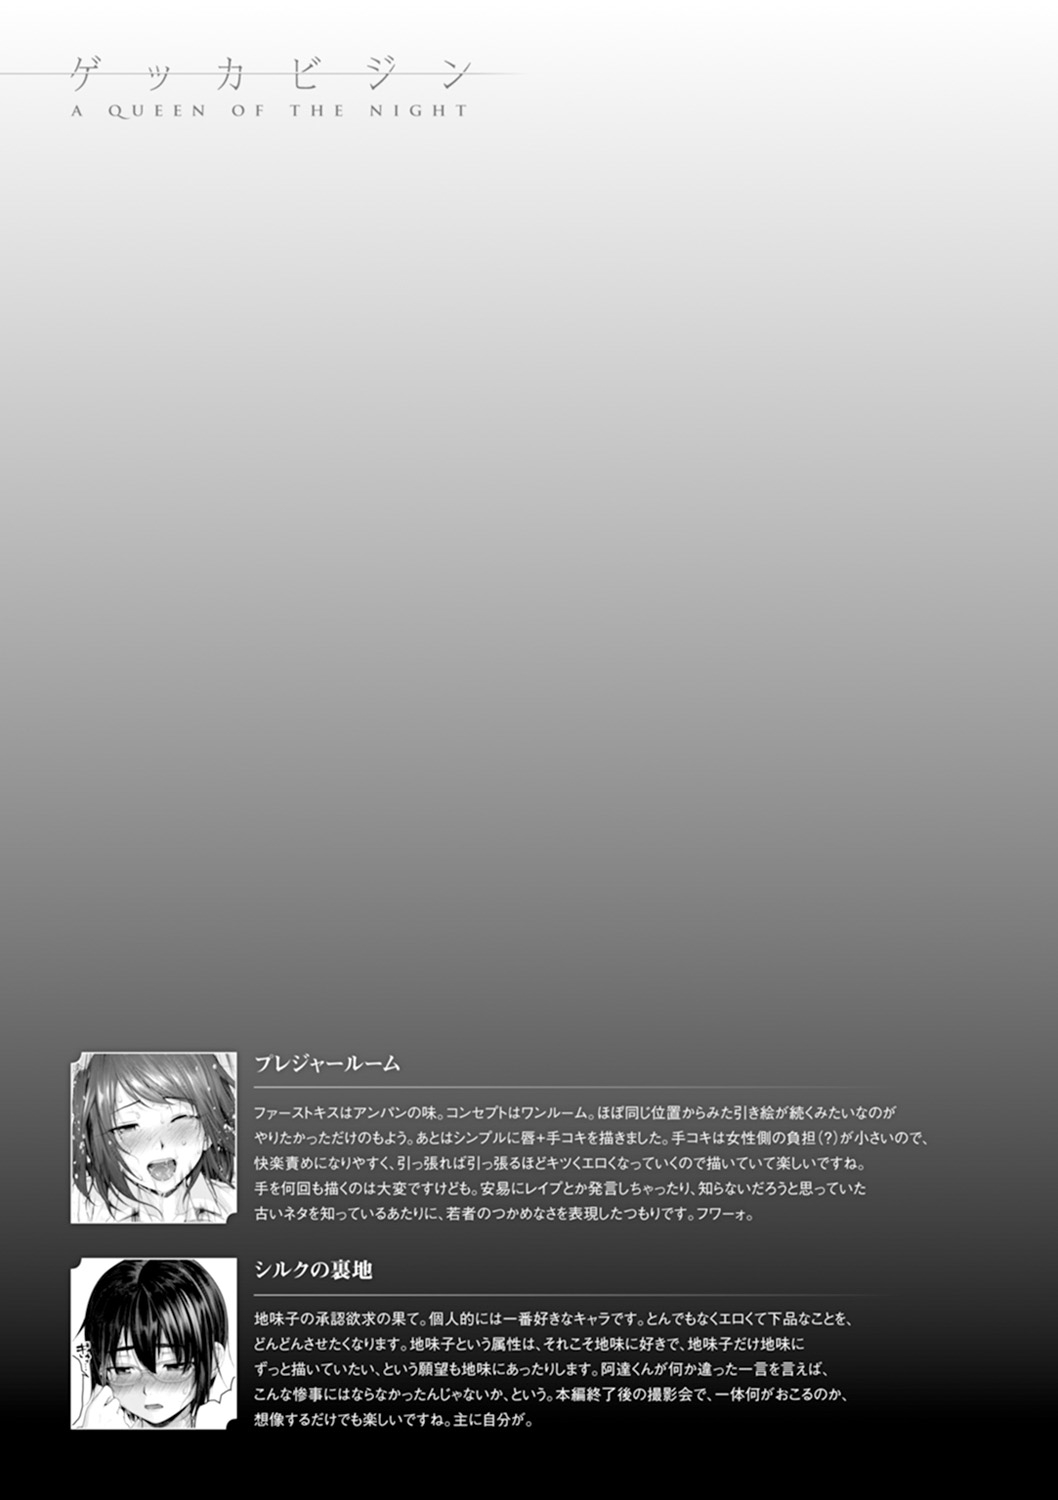 ゲッカビジン
A QUEEN OF THE NIGHT
プレジャールーム
ファーストキスはアンパンの味。コンセプトはワンルーム。ほぼ同じ位置からみた引き絵が続くみたいなのが
やりたかっただけのもよう。あとはシンプルに唇+手コキを描きました。手コキは女性側の負担(?)が小さいので、
快楽責めになりやすく、引っ張れば引っ張るほどキツくエロくなっていくので描いていて楽しいですね。
手を何回も描くのは大変ですけども。安易にレイプとか発言しちゃったり、知らないだろうと思っていた
古いネタを知っているあたりに、若者のつかめなさを表現したつもりです。フワーォ。
シルクの裏地
地味子の承認欲求の果て。個人的には一番好きなキャラです。とんでもなくエロくて下品なことを、
どんどんさせたくなります。地味子という属性は、それこそ地味に好きで、地味子だけ地味に
ずっと描いていたい、という願望も地味にあったりします。阿達くんが何か違った一言を言えば、
こんな惨事にはならなかったんじゃないか、という。本編終了後の撮影会で、一体何がおこるのか、
想像するだけでも楽しいですね。主に自分が。